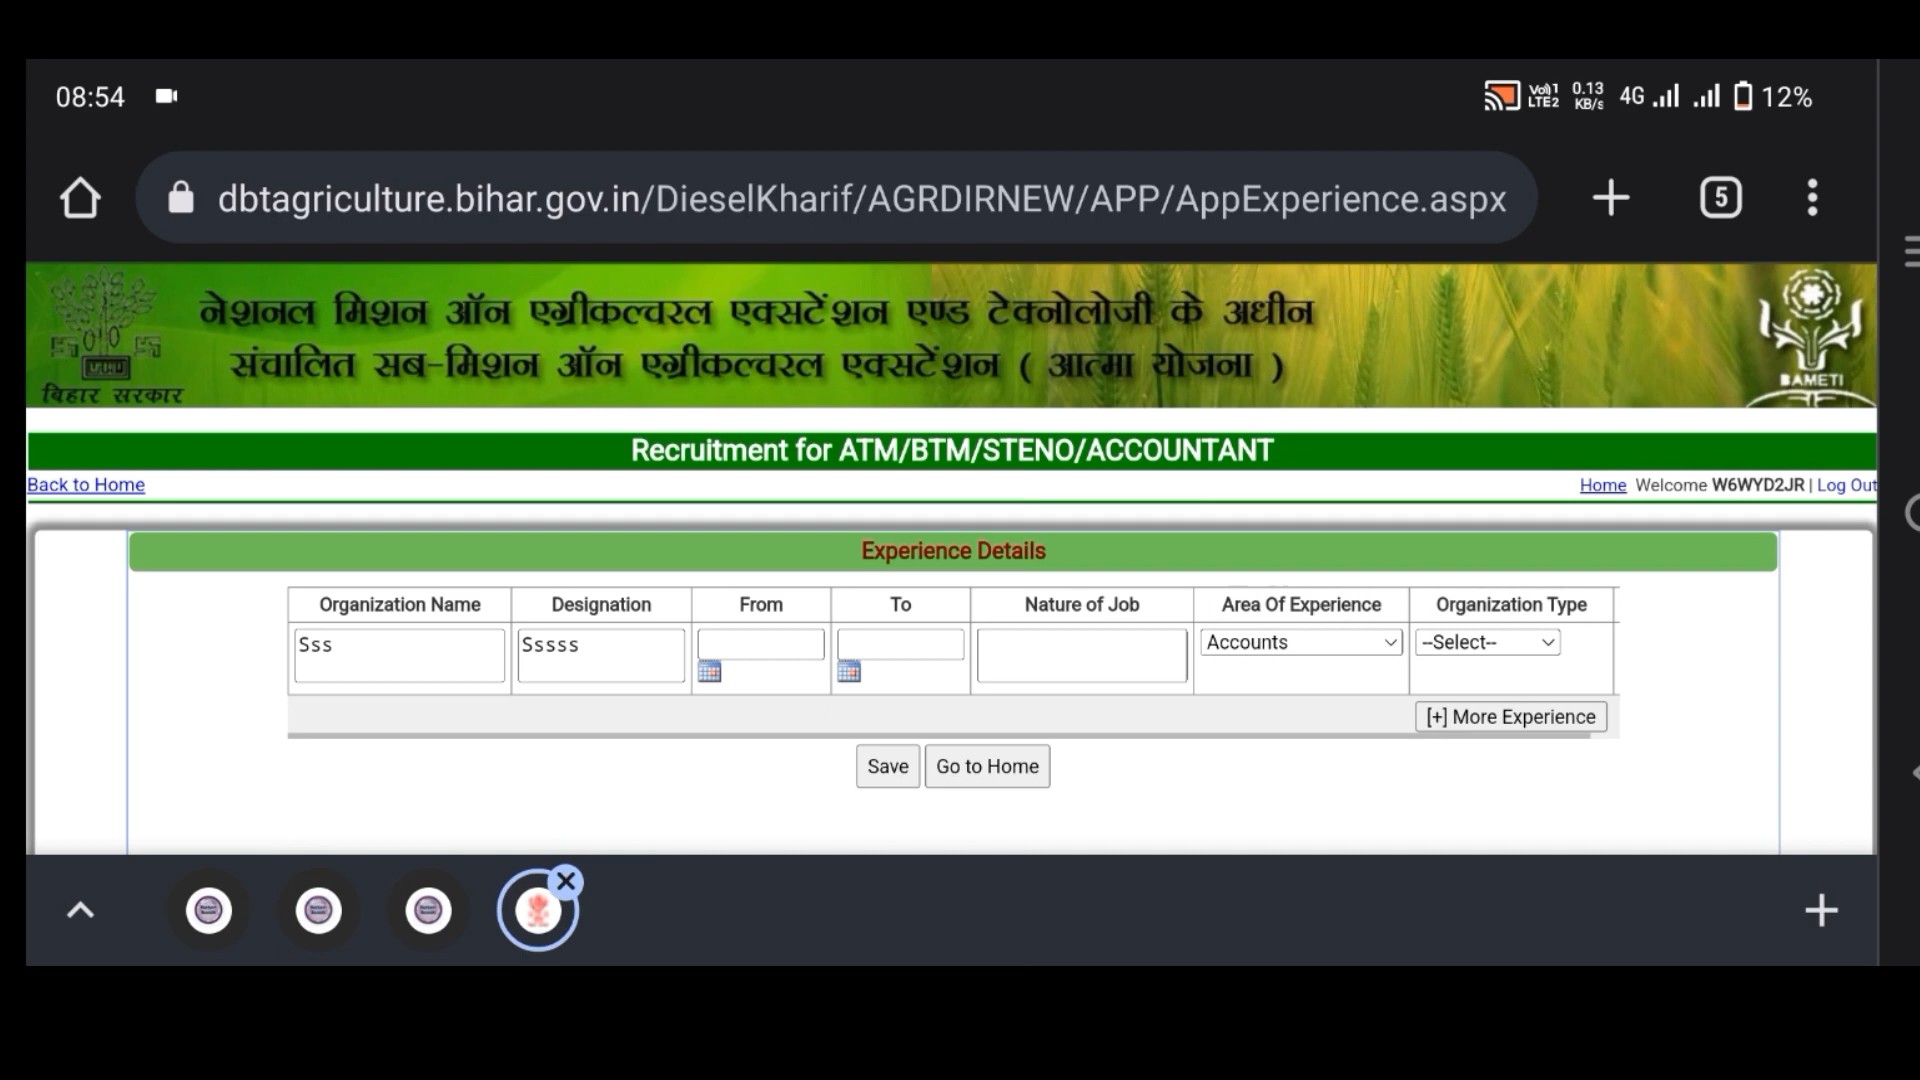 08:54 Vo)) 1 LTE2 0.13 KB/s 4G 12%
dbtagriculture.bihar.gov.in/DieselKharif/AGRDIRNEW/APP/AppExperience.aspx 5
नेशनल मिशन ऑन एग्रीकल्चरल एक्सटेंशन एण्ड टेक्नोलोजी के अधीन
संचालित सब-मिशन ऑन एग्रीकल्चरल एक्सटेंशन ( आत्मा योजना )
बिहार सरकार
BAMETI
Recruitment for ATM/BTM/STENO/ACCOUNTANT
Back to Home Home Welcome W6WYD2JR | Log Out
Experience Details
Organization Name Designation From To Nature of Job Area Of Experience Organization Type
Sss Sssss Accounts --Select--
[+] More Experience
Save Go to Home